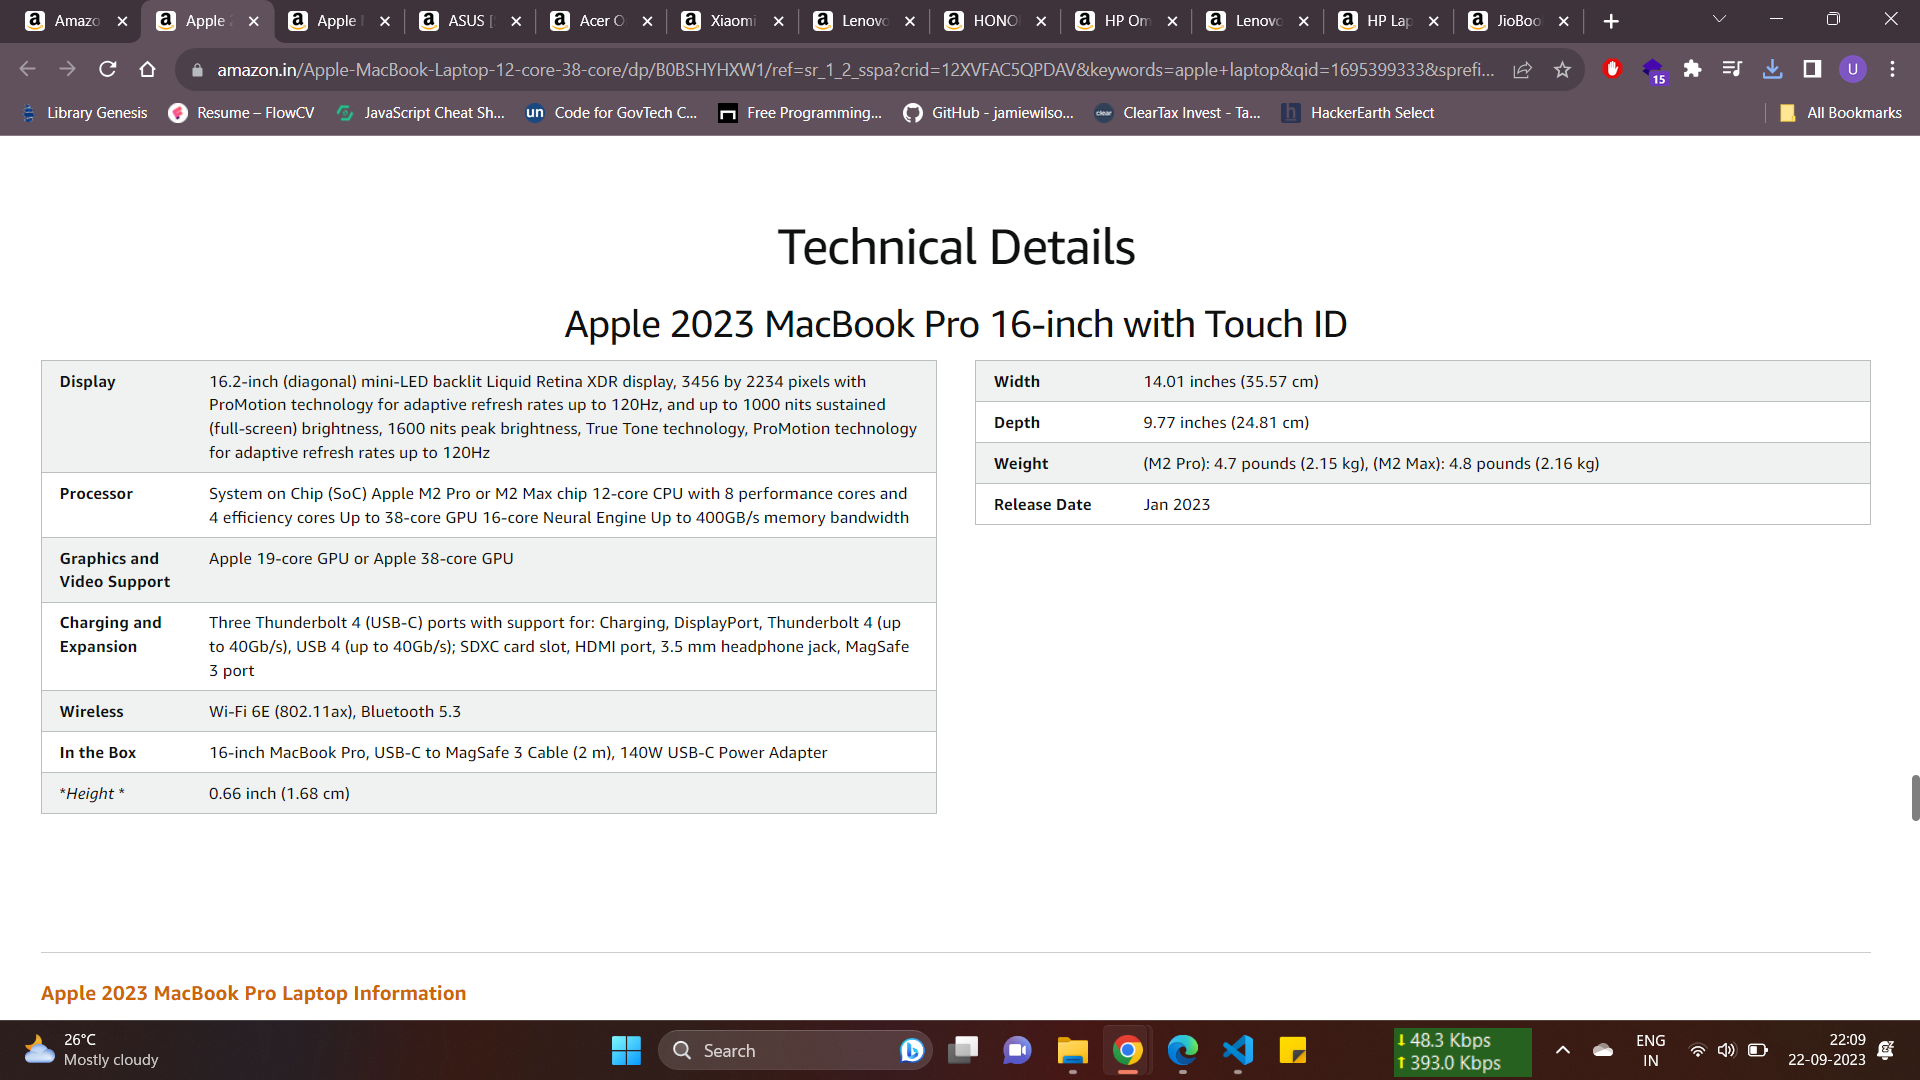 Amazo
Apple 2
Apple M
ASUS [
Acer O
Xiaomi
Lenovo
HONO
HP Om
Lenovo
HP Lap
JioBoo
amazon.in/Apple-MacBook-Laptop-12-core-38-core/dp/B0BSHYHXW1/ref=sr_1_2_sspa?crid=12XVFAC5QPDAV&keywords=apple+laptop&qid=1695399333&sprefi...
15
U
Library Genesis
Resume – FlowCV
JavaScript Cheat Sh...
un
Code for GovTech C...
Free Programming...
GitHub - jamiewilso...
clear
ClearTax Invest - Ta...
h
HackerEarth Select
All Bookmarks
Technical Details
Apple 2023 MacBook Pro 16-inch with Touch ID
Display
16.2-inch (diagonal) mini-LED backlit Liquid Retina XDR display, 3456 by 2234 pixels with
ProMotion technology for adaptive refresh rates up to 120Hz, and up to 1000 nits sustained
(full-screen) brightness, 1600 nits peak brightness, True Tone technology, ProMotion technology
for adaptive refresh rates up to 120Hz
Processor
System on Chip (SoC) Apple M2 Pro or M2 Max chip 12-core CPU with 8 performance cores and
4 efficiency cores Up to 38-core GPU 16-core Neural Engine Up to 400GB/s memory bandwidth
Graphics and
Video Support
Apple 19-core GPU or Apple 38-core GPU
Charging and
Expansion
Three Thunderbolt 4 (USB-C) ports with support for: Charging, DisplayPort, Thunderbolt 4 (up
to 40Gb/s), USB 4 (up to 40Gb/s); SDXC card slot, HDMI port, 3.5 mm headphone jack, MagSafe
3 port
Wireless
Wi-Fi 6E (802.11ax), Bluetooth 5.3
In the Box
16-inch MacBook Pro, USB-C to MagSafe 3 Cable (2 m), 140W USB-C Power Adapter
*Height *
0.66 inch (1.68 cm)
Width
14.01 inches (35.57 cm)
Depth
9.77 inches (24.81 cm)
Weight
(M2 Pro): 4.7 pounds (2.15 kg), (M2 Max): 4.8 pounds (2.16 kg)
Release Date
Jan 2023
Apple 2023 MacBook Pro Laptop Information
26°C
Mostly cloudy
Search
48.3 Kbps
393.0 Kbps
ENG
IN
22:09
22-09-2023